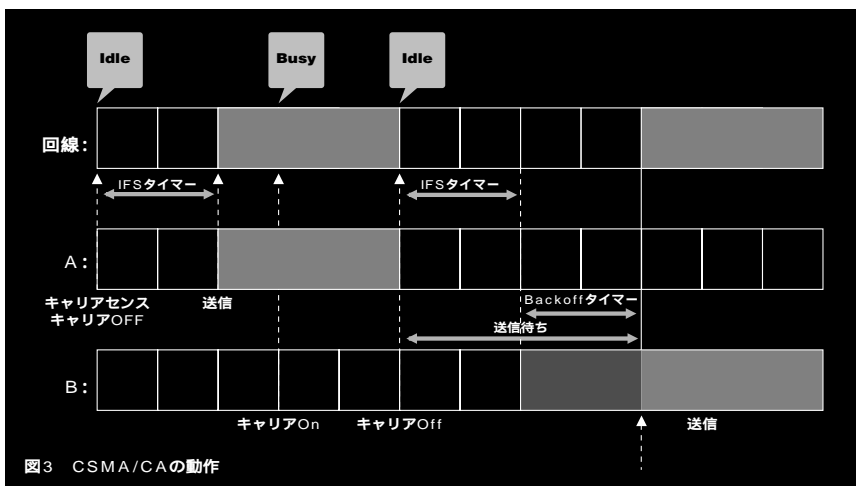 Idle
Busy
Idle
回線:
IFSタイマー
IFSタイマー
A:
キャリアセンス
キャリアOFF
送信
Backoffタイマー
送信待ち
B:
キャリアOn
キャリアOff
送信
図3 CSMA/CAの動作